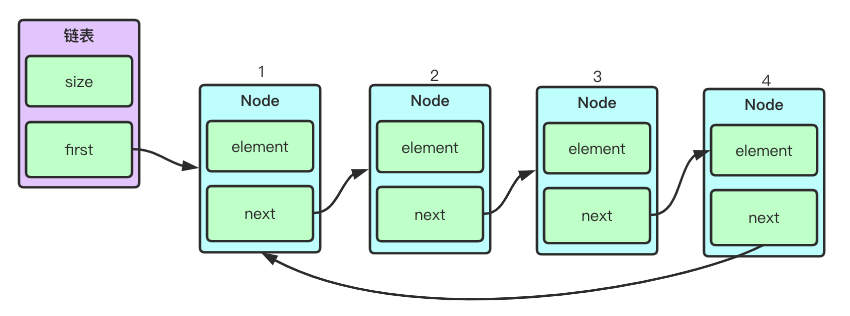 链表
size
first
1
Node
element
next
2
Node
element
next
3
Node
element
next
4
Node
element
next